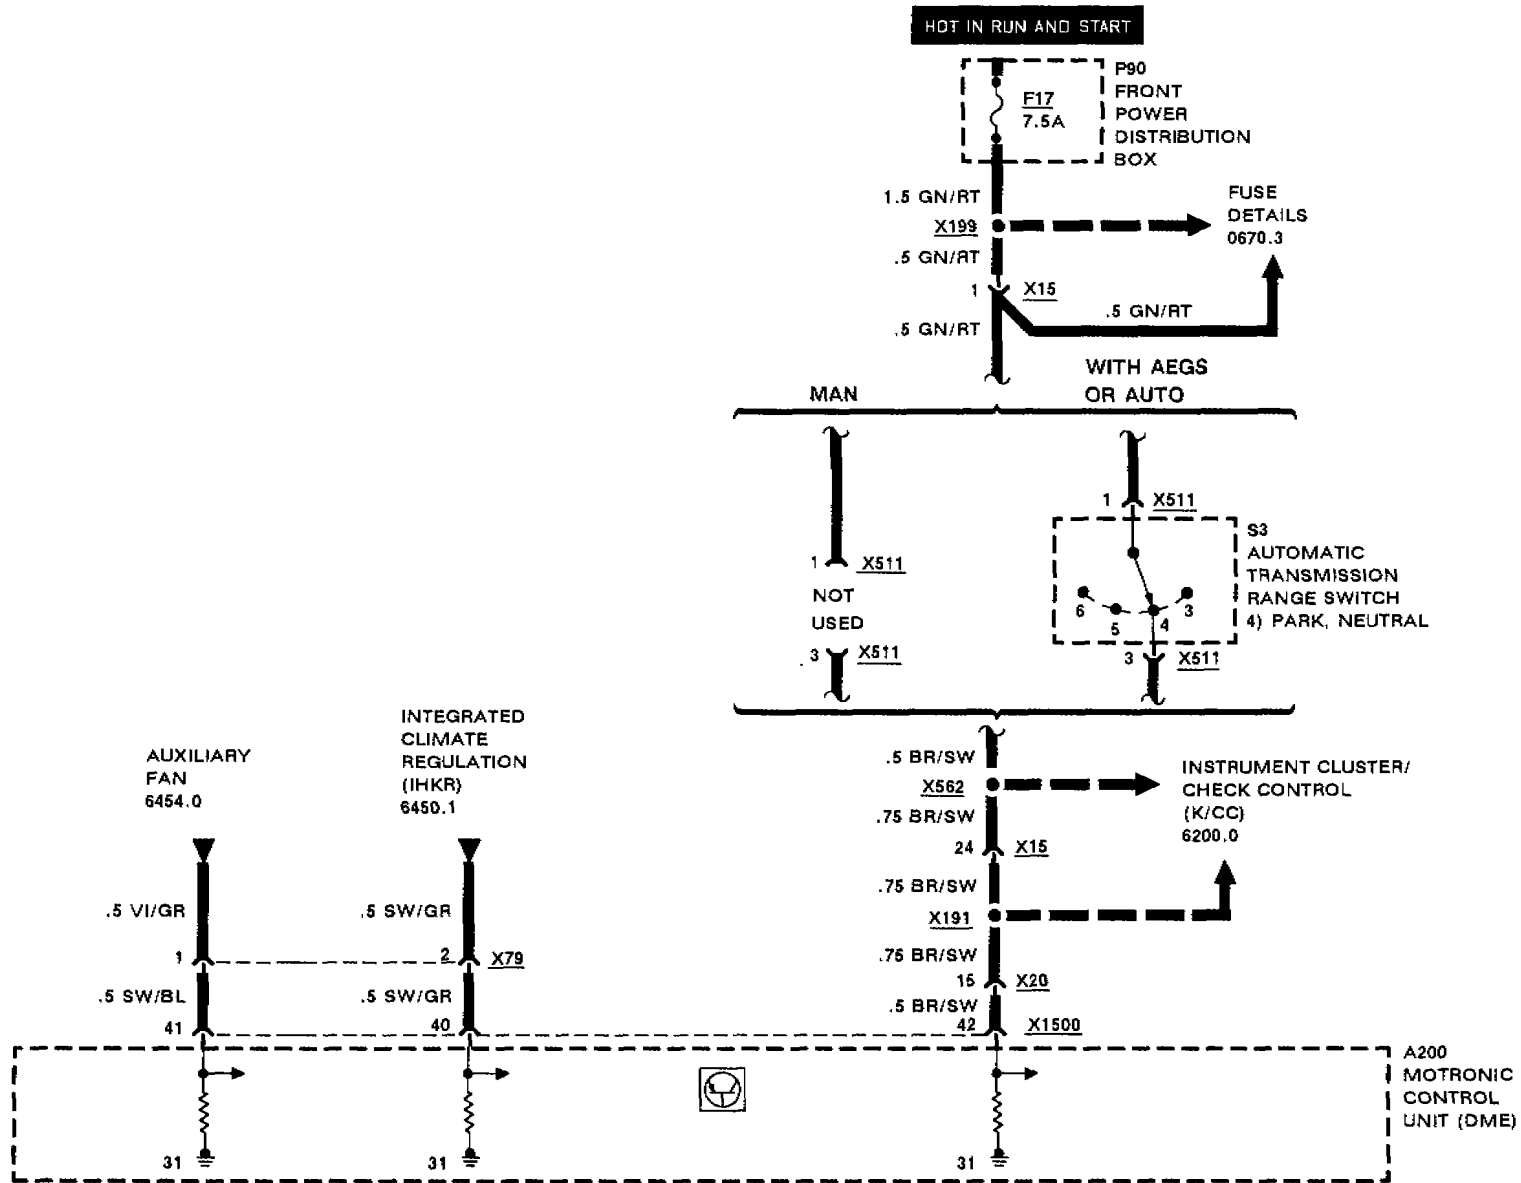 HOT IN RUN AND START
P90
FRONT
POWER
DISTRIBUTION
BOX
F17
7.5A
1.5 GN/RT
X199
FUSE
DETAILS
0670.3
.5 GN/RT
1
X15
.5 GN/RT
.5 GN/RT
WITH AEGS
OR AUTO
MAN
1
X511
S3
AUTOMATIC
TRANSMISSION
RANGE SWITCH
4) PARK, NEUTRAL
6
5
4
3
3
X511
1
X511
NOT
USED
3
X511
.5 BR/SW
X562
INSTRUMENT CLUSTER/
CHECK CONTROL
(K/CC)
6200.0
.75 BR/SW
24
X15
.75 BR/SW
X191
.75 BR/SW
15
X20
.5 BR/SW
42
X1500
AUXILIARY
FAN
6454.0
INTEGRATED
CLIMATE
REGULATION
(IHKR)
6450.1
.5 VI/GR
.5 SW/GR
1
2
X79
.5 SW/BL
.5 SW/GR
41
40
A200
MOTRONIC
CONTROL
UNIT (DME)
31
31
31